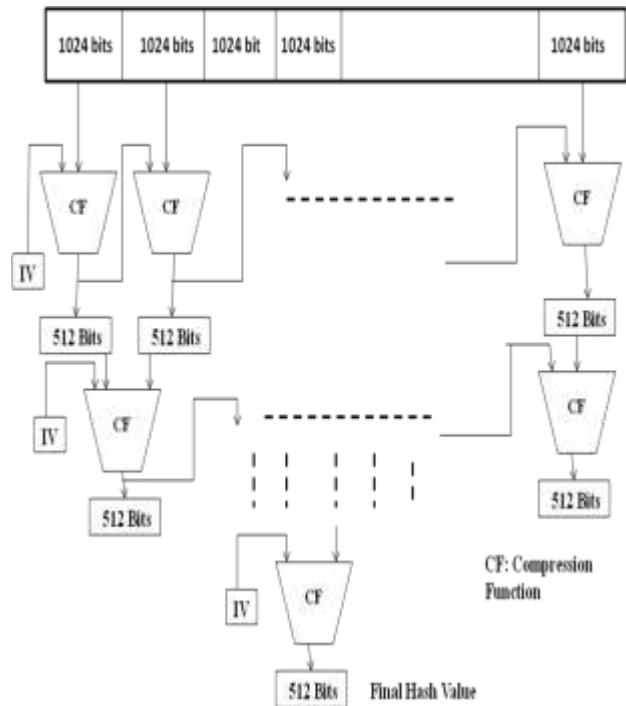 1024 bits 1024 bits 1024 bit 1024 bits 1024 bits
CF CF CF
IV
512 Bits 512 Bits 512 Bits
CF CF
IV
512 Bits 512 Bits
CF: Compression
Function
CF
IV
512 Bits Final Hash Value